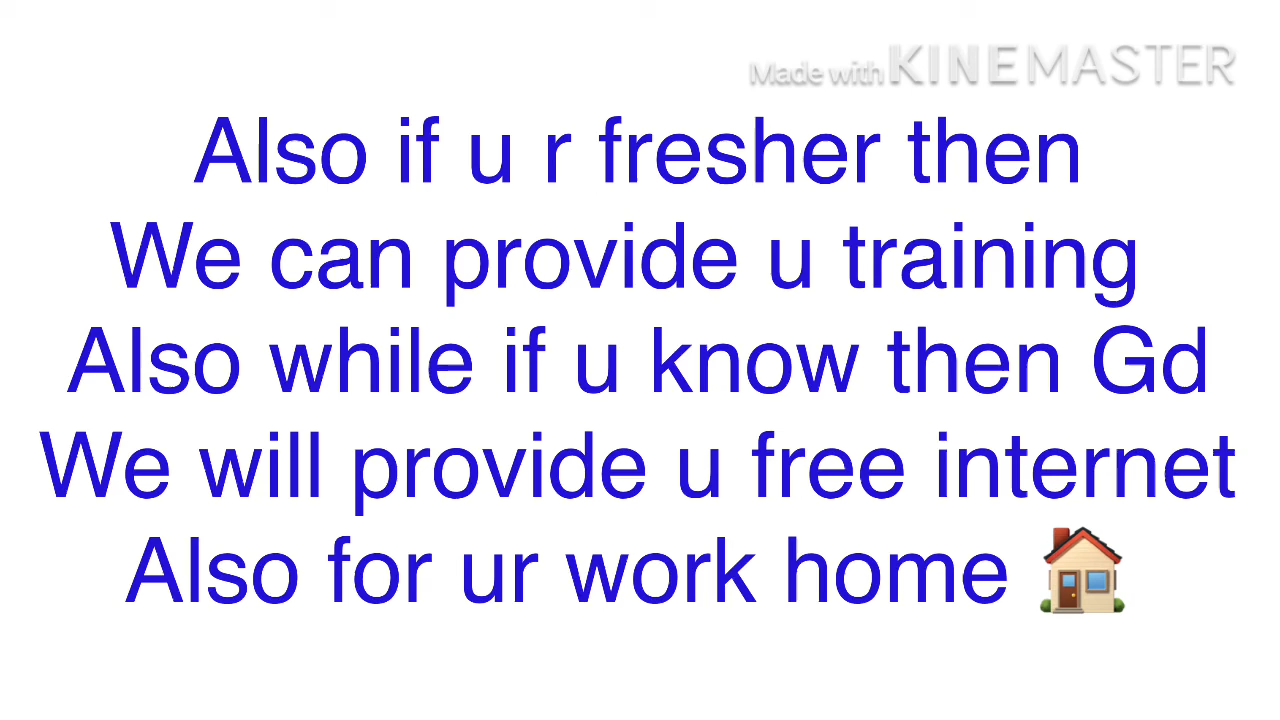 Made with KINEMASTER
Also if u r fresher then
We can provide u training
Also while if u know then Gd
We will provide u free internet
Also for ur work home 🏠